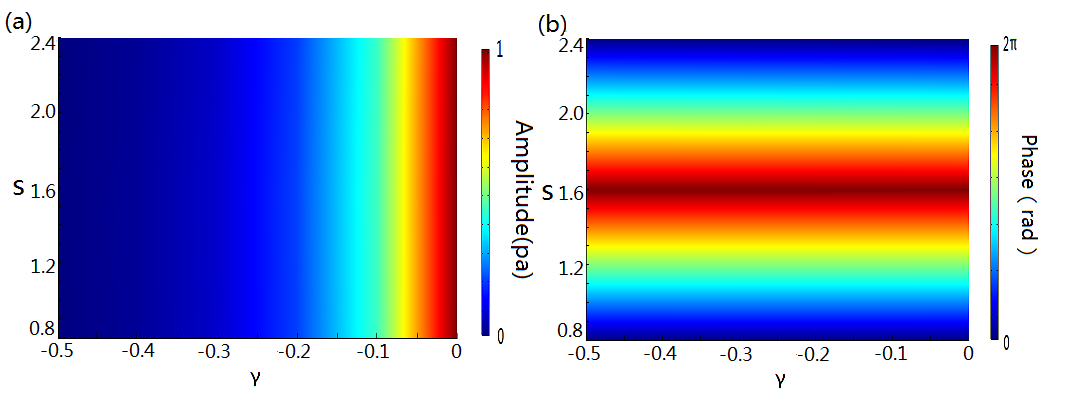 (a)
2.4
2.0
S 1.6
1.2
0.8
-0.5 -0.4 -0.3 -0.2 -0.1 0
γ
1
Amplitude(pa)
0
(b)
2.4
2.0
S 1.6
1.2
0.8
-0.5 -0.4 -0.3 -0.2 -0.1 0
γ
2π
Phase ( rad )
0